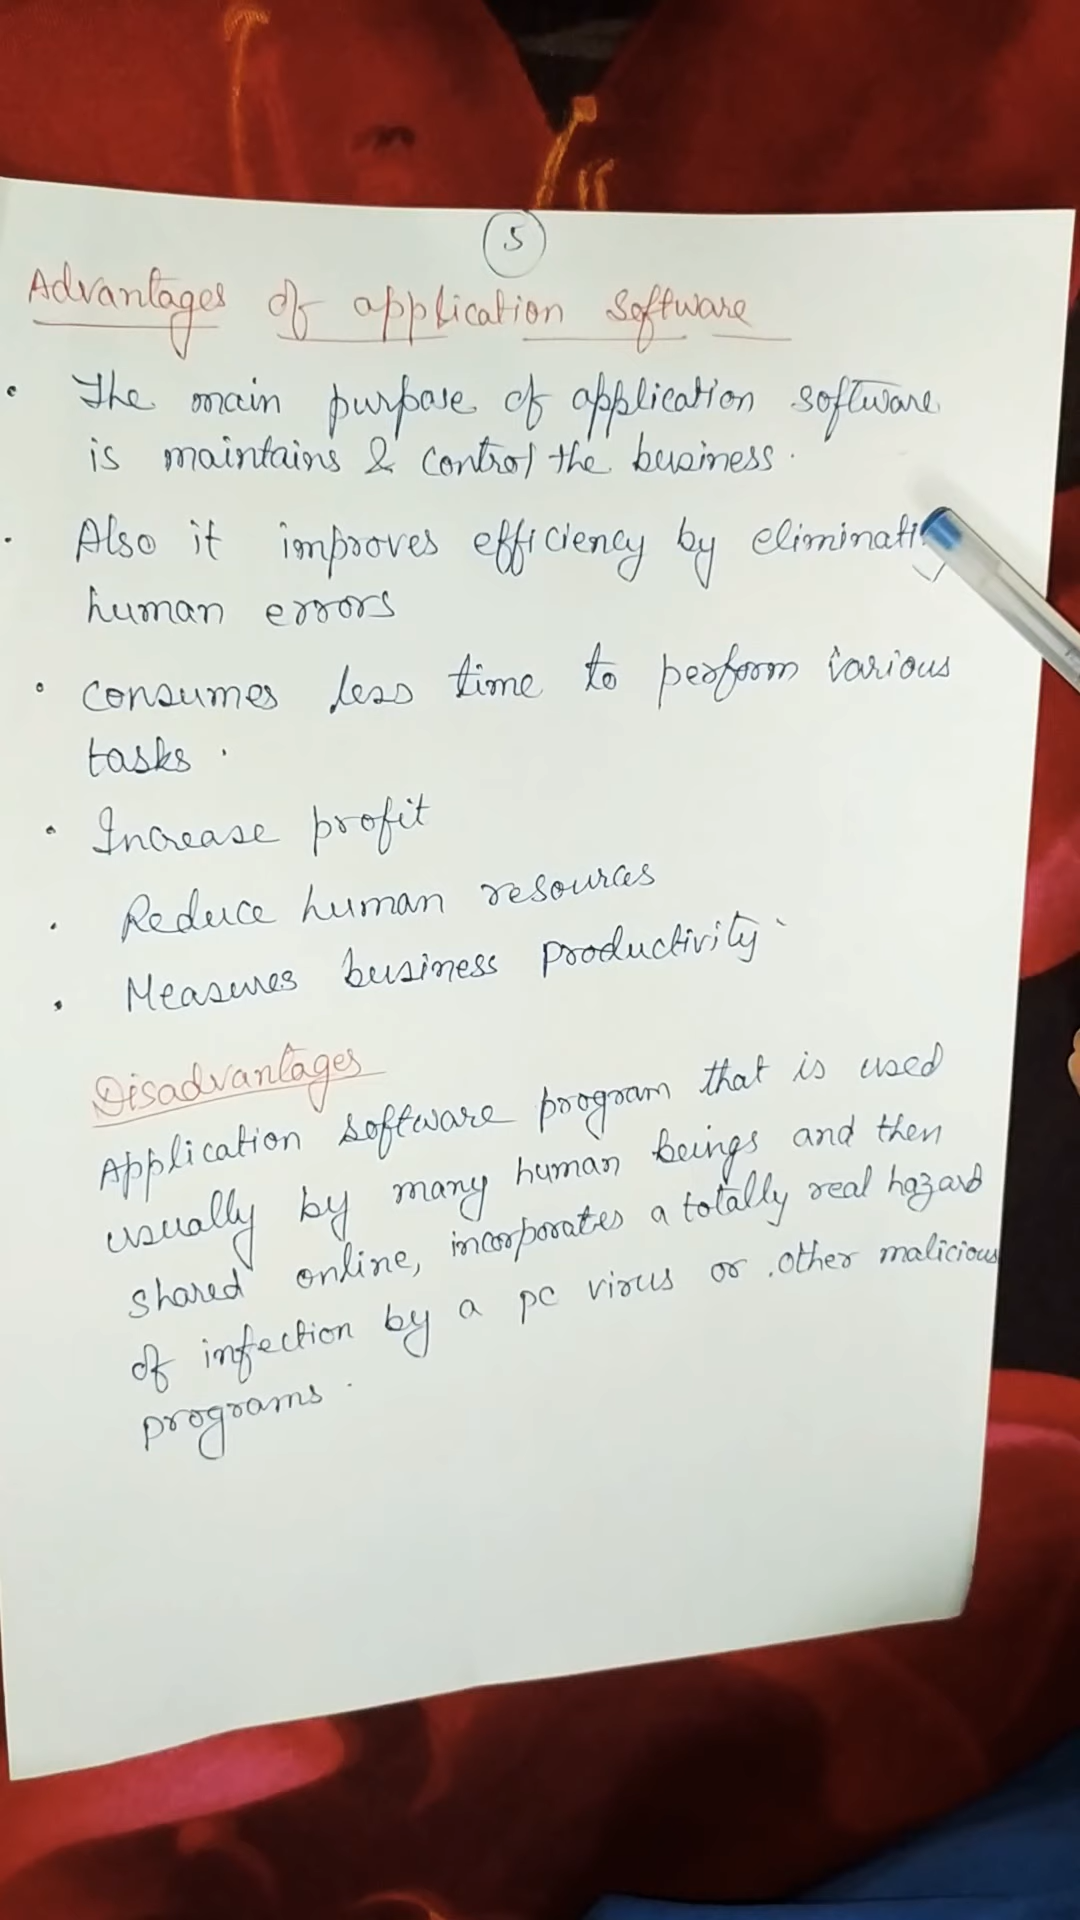 5
Advantages of application software
• The main purpose of application software
is maintains & control the business.
• Also it improves efficiency by
human errors
• consumes less time to perform various
tasks.
• Increase profit
• Reduce human resources
• Measures business productivity.
Disadvantages
Application software program that is used
usually by many human beings and then
shared online, incorporates a totally real hazard
of infection by a pc virus or other malicious
programs.